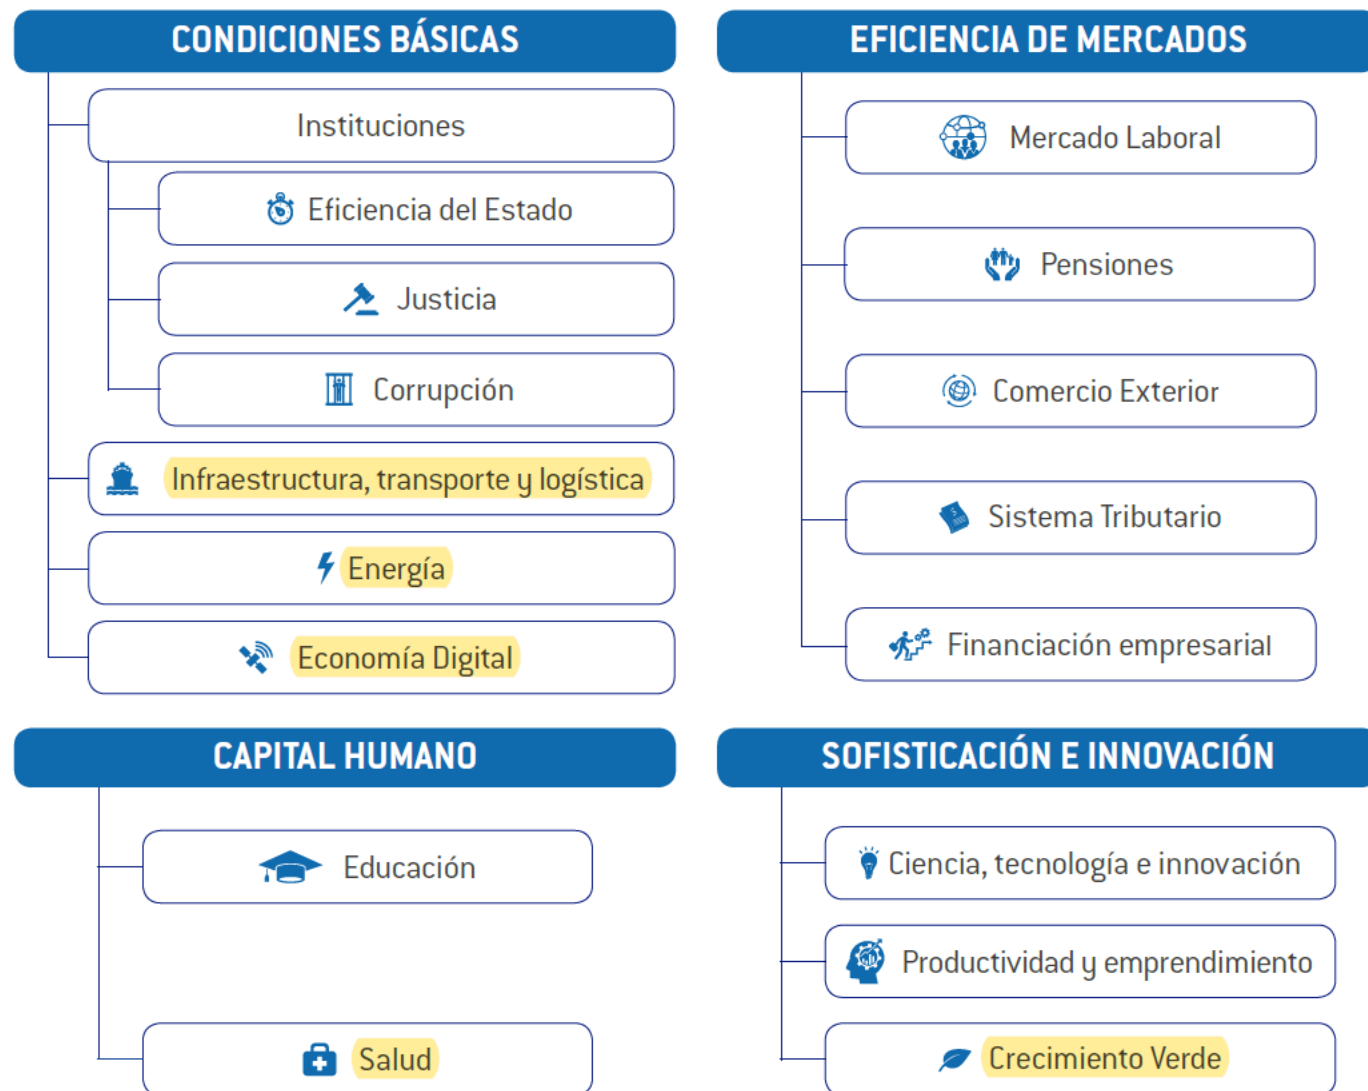 CONDICIONES BÁSICAS
Instituciones
Eficiencia del Estado
Justicia
Corrupción
Infraestructura, transporte y logística
Energía
Economía Digital
EFICIENCIA DE MERCADOS
Mercado Laboral
Pensiones
Comercio Exterior
Sistema Tributario
Financiación empresarial
CAPITAL HUMANO
Educación
Salud
SOFISTICACIÓN E INNOVACIÓN
Ciencia, tecnología e innovación
Productividad y emprendimiento
Crecimiento Verde